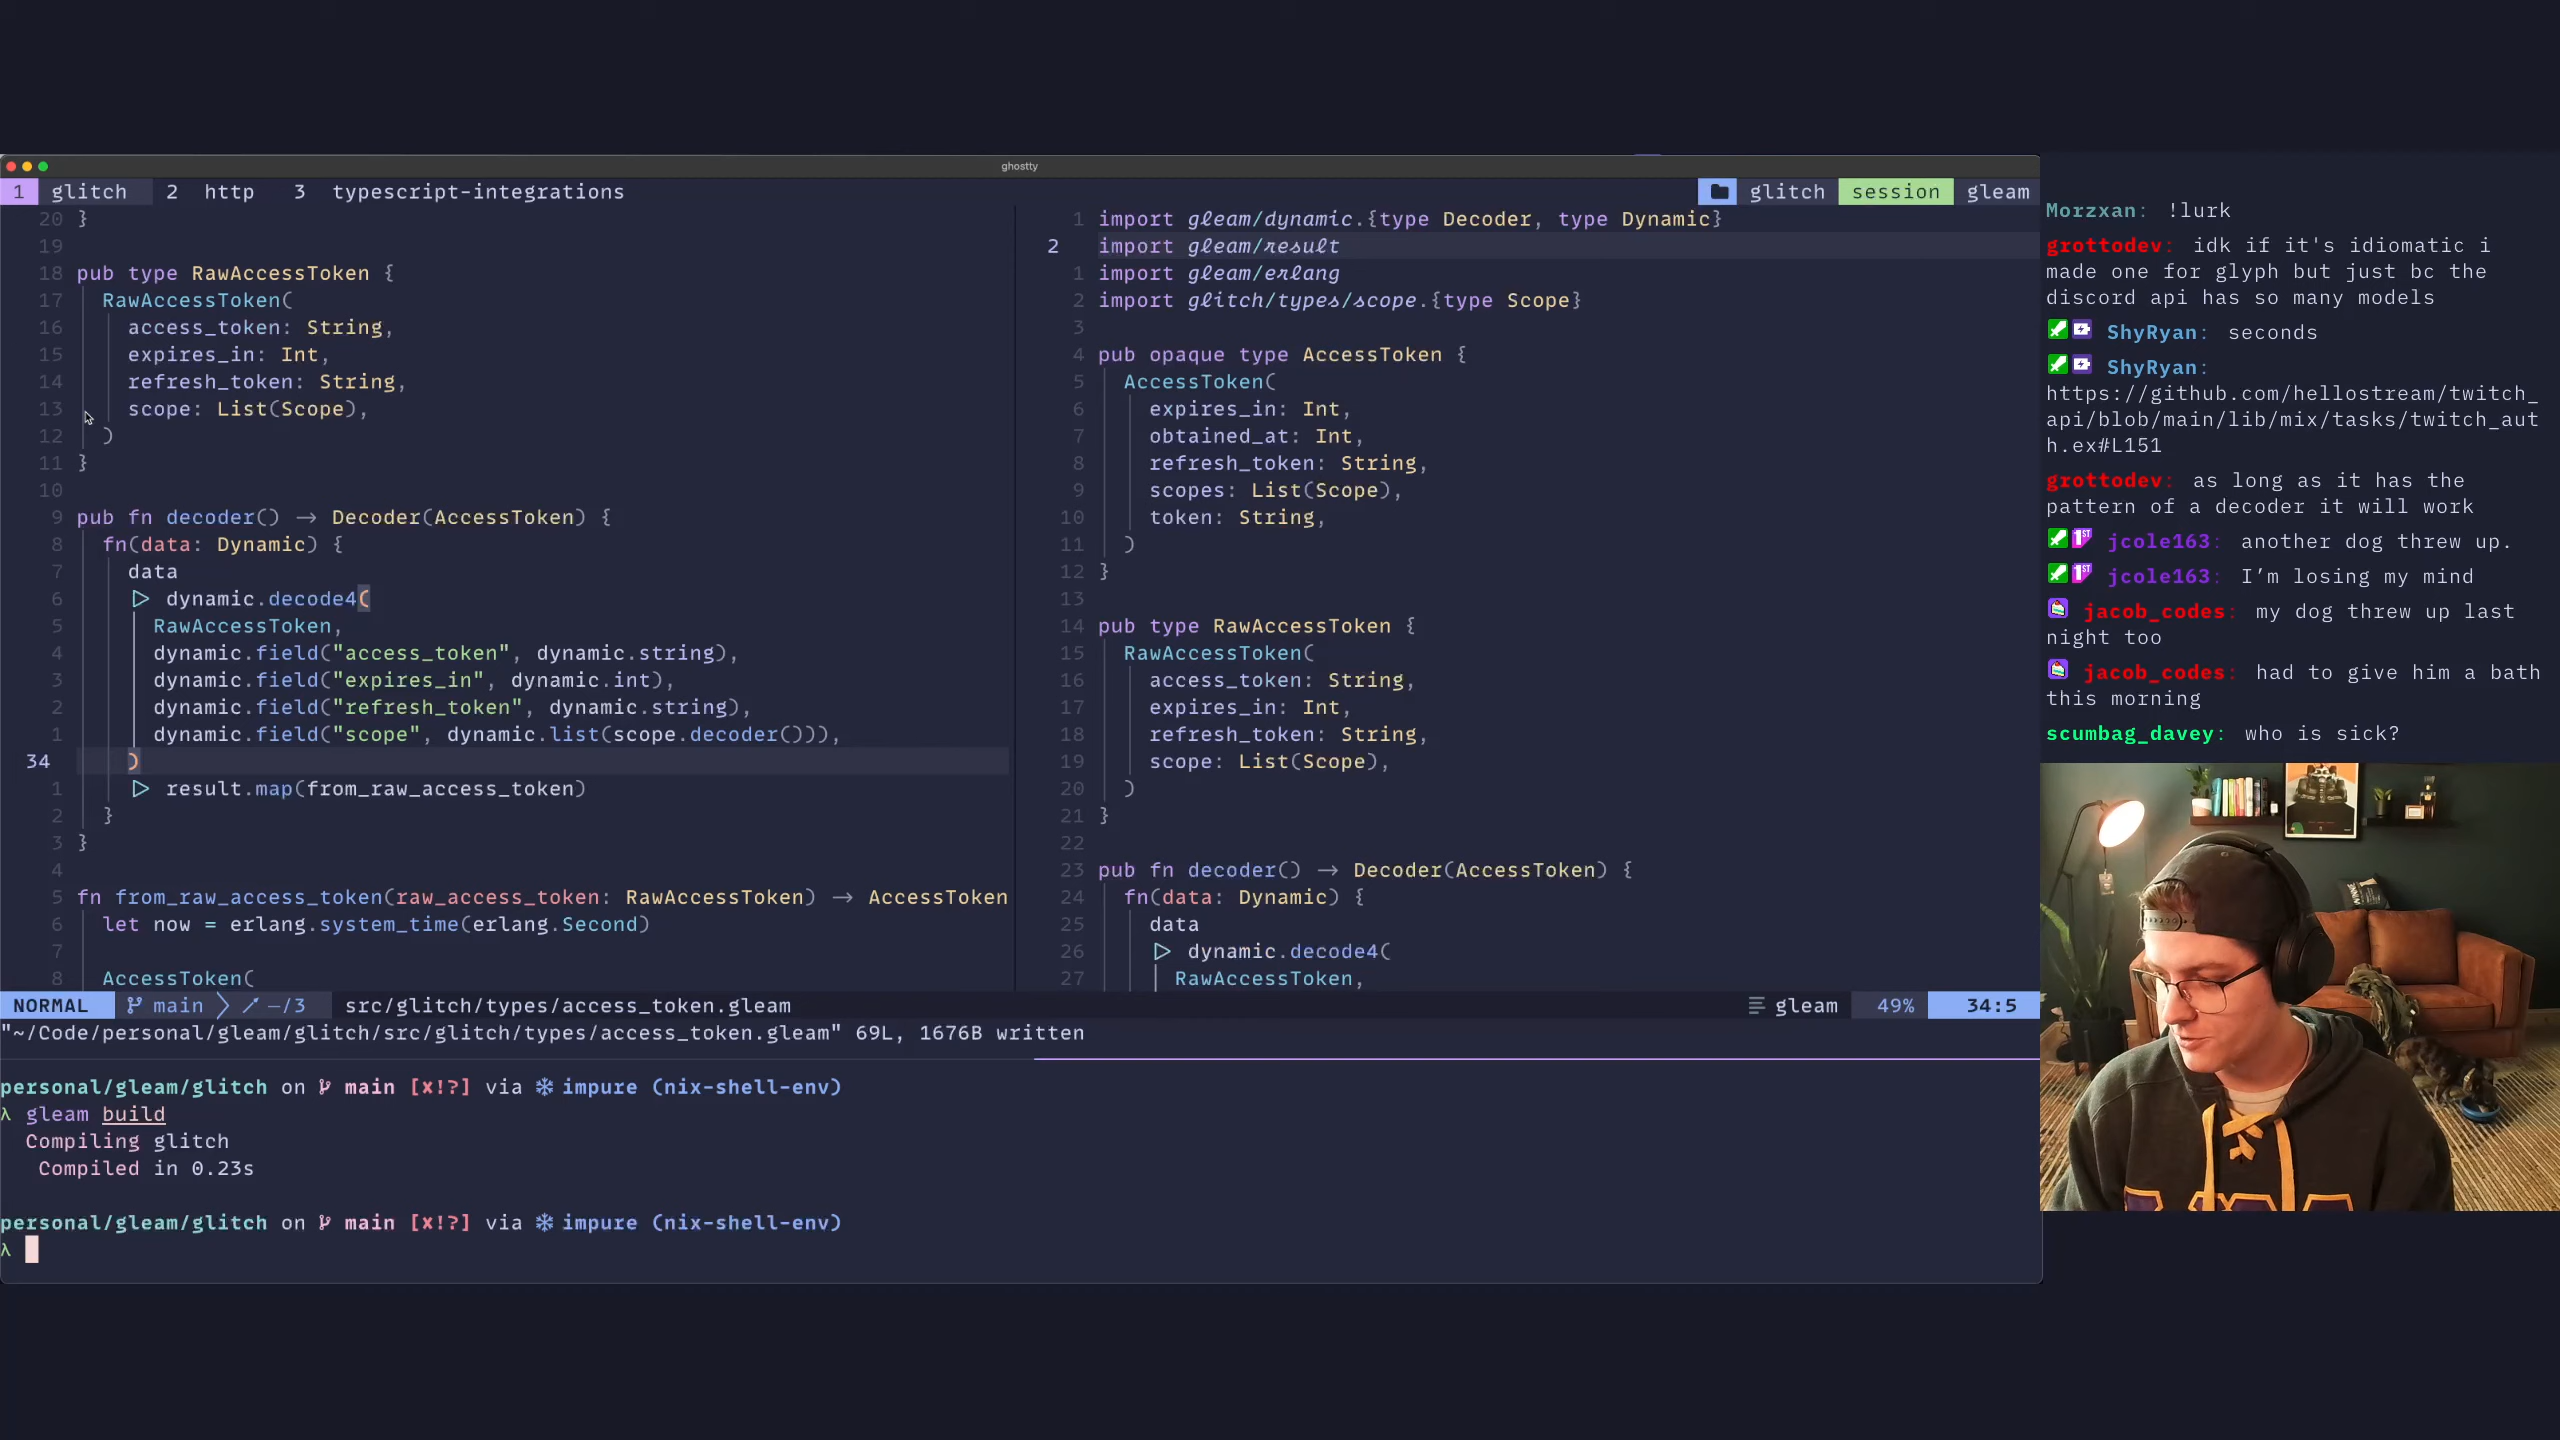 ghostty
1 glitch 2 http 3 typescript-integrations
glitch session gleam
20 }
19
18 pub type RawAccessToken {
17 RawAccessToken(
16 access_token: String,
15 expires_in: Int,
14 refresh_token: String,
13 scope: List(Scope),
12 )
11 }
10
9 pub fn decoder() → Decoder(AccessToken) {
8 fn(data: Dynamic) {
7 data
6 ▷ dynamic.decode4(
5 RawAccessToken,
4 dynamic.field("access_token", dynamic.string),
3 dynamic.field("expires_in", dynamic.int),
2 dynamic.field("refresh_token", dynamic.string),
1 dynamic.field("scope", dynamic.list(scope.decoder())),
34 )
1 ▷ result.map(from_raw_access_token)
2 }
3 }
4
5 fn from_raw_access_token(raw_access_token: RawAccessToken) → AccessToken
6 let now = erlang.system_time(erlang.Second)
7
8 AccessToken(
1 import gleam/dynamic.{type Decoder, type Dynamic}
2 import gleam/result
1 import gleam/erlang
2 import glitch/types/scope.{type Scope}
3
4 pub opaque type AccessToken {
5 AccessToken(
6 expires_in: Int,
7 obtained_at: Int,
8 refresh_token: String,
9 scopes: List(Scope),
10 token: String,
11 )
12 }
13
14 pub type RawAccessToken {
15 RawAccessToken(
16 access_token: String,
17 expires_in: Int,
18 refresh_token: String,
19 scope: List(Scope),
20 )
21 }
22
23 pub fn decoder() → Decoder(AccessToken) {
24 fn(data: Dynamic) {
25 data
26 ▷ dynamic.decode4(
27 RawAccessToken,
NORMAL main –/3 src/glitch/types/access_token.gleam gleam 49% 34:5
"~/Code/personal/gleam/glitch/src/glitch/types/access_token.gleam" 69L, 1676B written
personal/gleam/glitch on main [✘!?] via ❄ impure (nix-shell-env)
λ gleam build
Compiling glitch
Compiled in 0.23s
personal/gleam/glitch on main [✘!?] via ❄ impure (nix-shell-env)
λ
Morzxan: !lurk
grottodev: idk if it's idiomatic i
made one for glyph but just bc the
discord api has so many models
ShyRyan: seconds
ShyRyan:
https://github.com/hellostream/twitch_
api/blob/main/lib/mix/tasks/twitch_aut
h.ex#L151
grottodev: as long as it has the
pattern of a decoder it will work
1ST jcole163: another dog threw up.
1ST jcole163: I’m losing my mind
jacob_codes: my dog threw up last
night too
jacob_codes: had to give him a bath
this morning
scumbag_davey: who is sick?